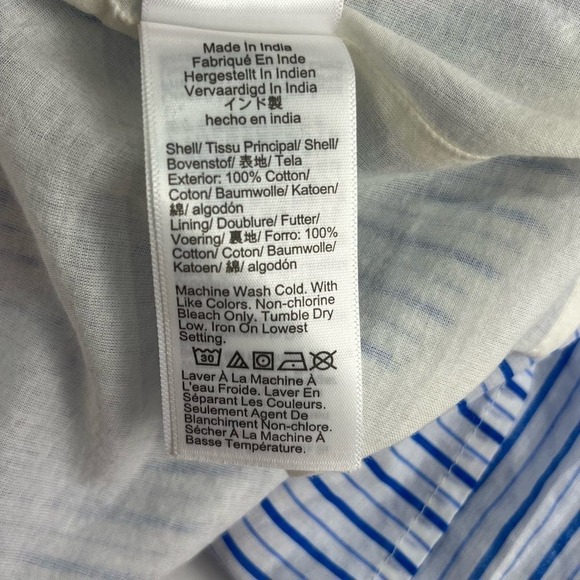 Made In India
Fabriqué En Inde
Hergestellt In Indien
Vervaardigd In India
インド製
hecho en india
Shell/ Tissu Principal/ Shell/
Bovenstof/ 表地/ Tela
Exterior: 100% Cotton/
Coton/ Baumwolle/ Katoen/
綿/ algodón
Lining/ Doublure/ Futter/
Voering/ 裏地/ Forro: 100%
Cotton/ Coton/ Baumwolle/
Katoen/ 綿/ algodón
Machine Wash Cold. With
Like Colors. Non-chlorine
Bleach Only. Tumble Dry
Low. Iron On Lowest
Setting.
30
Laver À La Machine À
L'eau Froide. Laver En
Séparant Les Couleurs.
Seulement Agent De
Blanchiment Non-chlore.
Sécher À La Machine À
Basse Température.